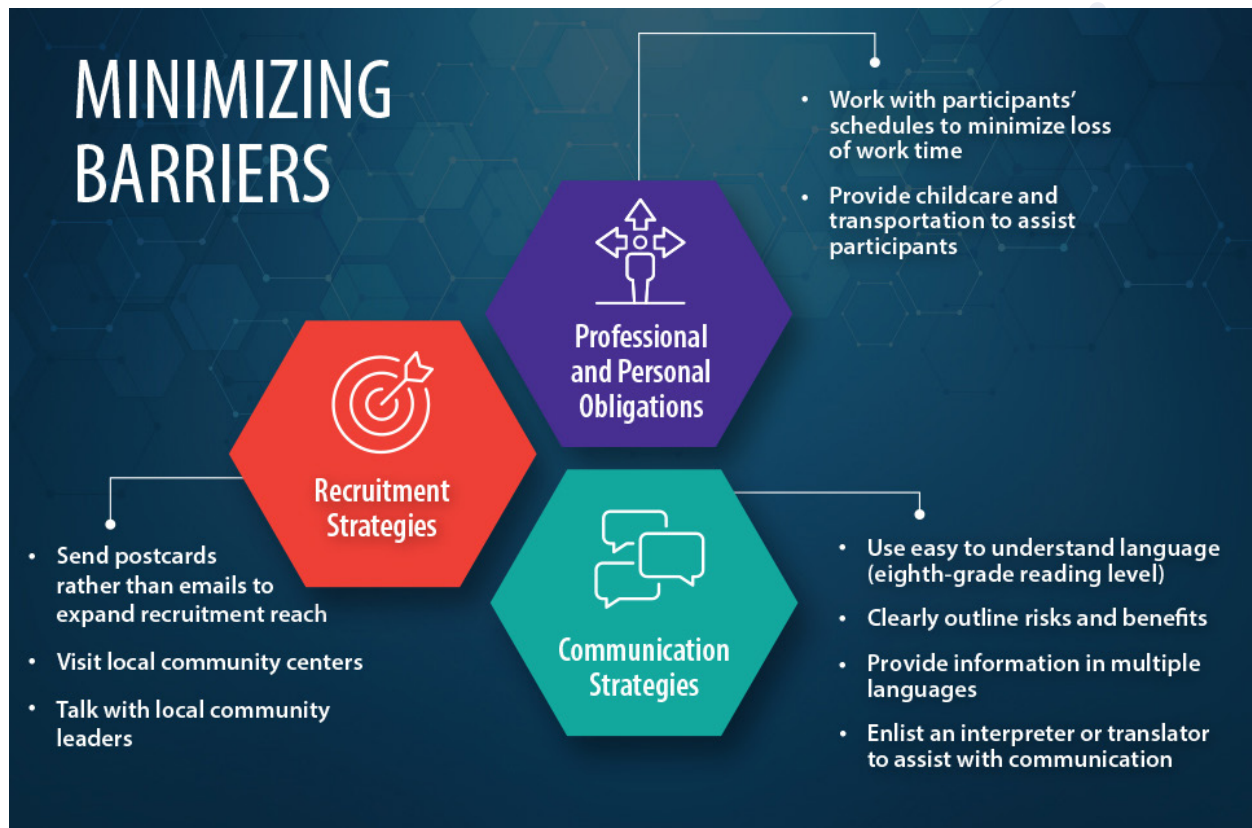 MINIMIZING
BARRIERS
• Work with participants'
schedules to minimize loss
of work time
• Provide childcare and
transportation to assist
participants
Professional
and Personal
Obligations
Recruitment
Strategies
• Send postcards
rather than emails to
expand recruitment reach
• Visit local community centers
• Talk with local community
leaders
Communication
Strategies
• Use easy to understand language
(eighth-grade reading level)
• Clearly outline risks and benefits
• Provide information in multiple
languages
• Enlist an interpreter or translator
to assist with communication